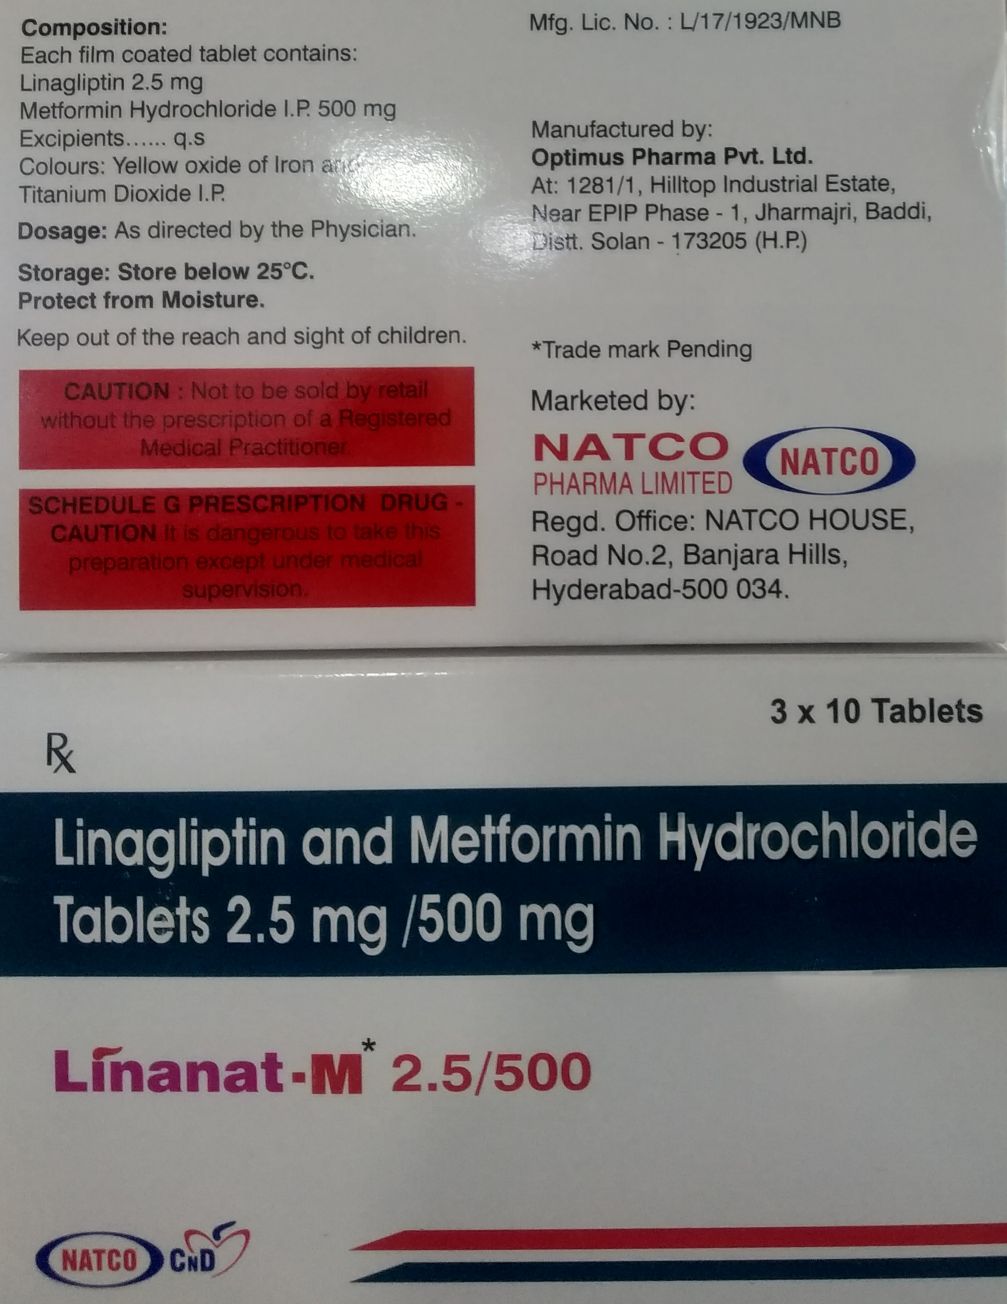 Composition:
Each film coated tablet contains:
Linagliptin 2.5 mg
Metformin Hydrochloride I.P. 500 mg
Excipients...... q.s
Colours: Yellow oxide of Iron and
Titanium Dioxide I.P.
Dosage: As directed by the Physician.
Storage: Store below 25°C.
Protect from Moisture.
Keep out of the reach and sight of children.
CAUTION : Not to be sold by retail
without the prescription of a Registered
Medical Practitioner.
SCHEDULE G PRESCRIPTION DRUG -
CAUTION It is dangerous to take this
preparation except under medical
supervision.
Mfg. Lic. No. : L/17/1923/MNB
Manufactured by:
Optimus Pharma Pvt. Ltd.
At: 1281/1, Hilltop Industrial Estate,
Near EPIP Phase - 1, Jharmajri, Baddi,
Distt. Solan - 173205 (H.P.)
*Trade mark Pending
Marketed by:
NATCO
PHARMA LIMITED
NATCO
Regd. Office: NATCO HOUSE,
Road No.2, Banjara Hills,
Hyderabad-500 034.
3 x 10 Tablets
Rx
Linagliptin and Metformin Hydrochloride
Tablets 2.5 mg /500 mg
Linanat-M* 2.5/500
NATCO CND